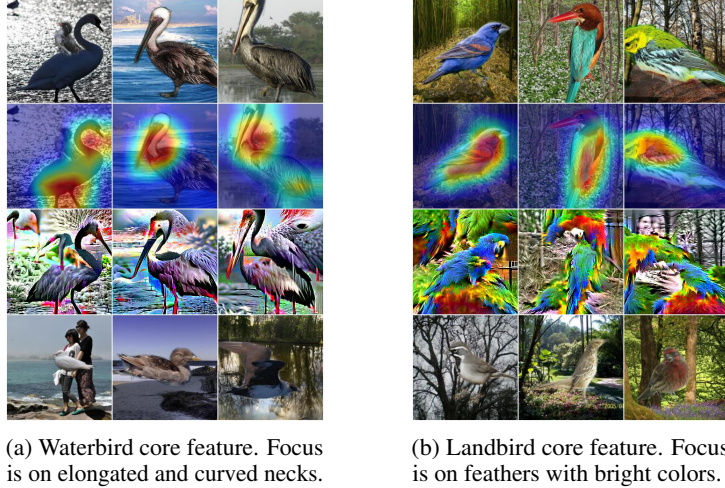 (a) Waterbird core feature. Focus
is on elongated and curved necks.
(b) Landbird core feature. Focus
is on feathers with bright colors.